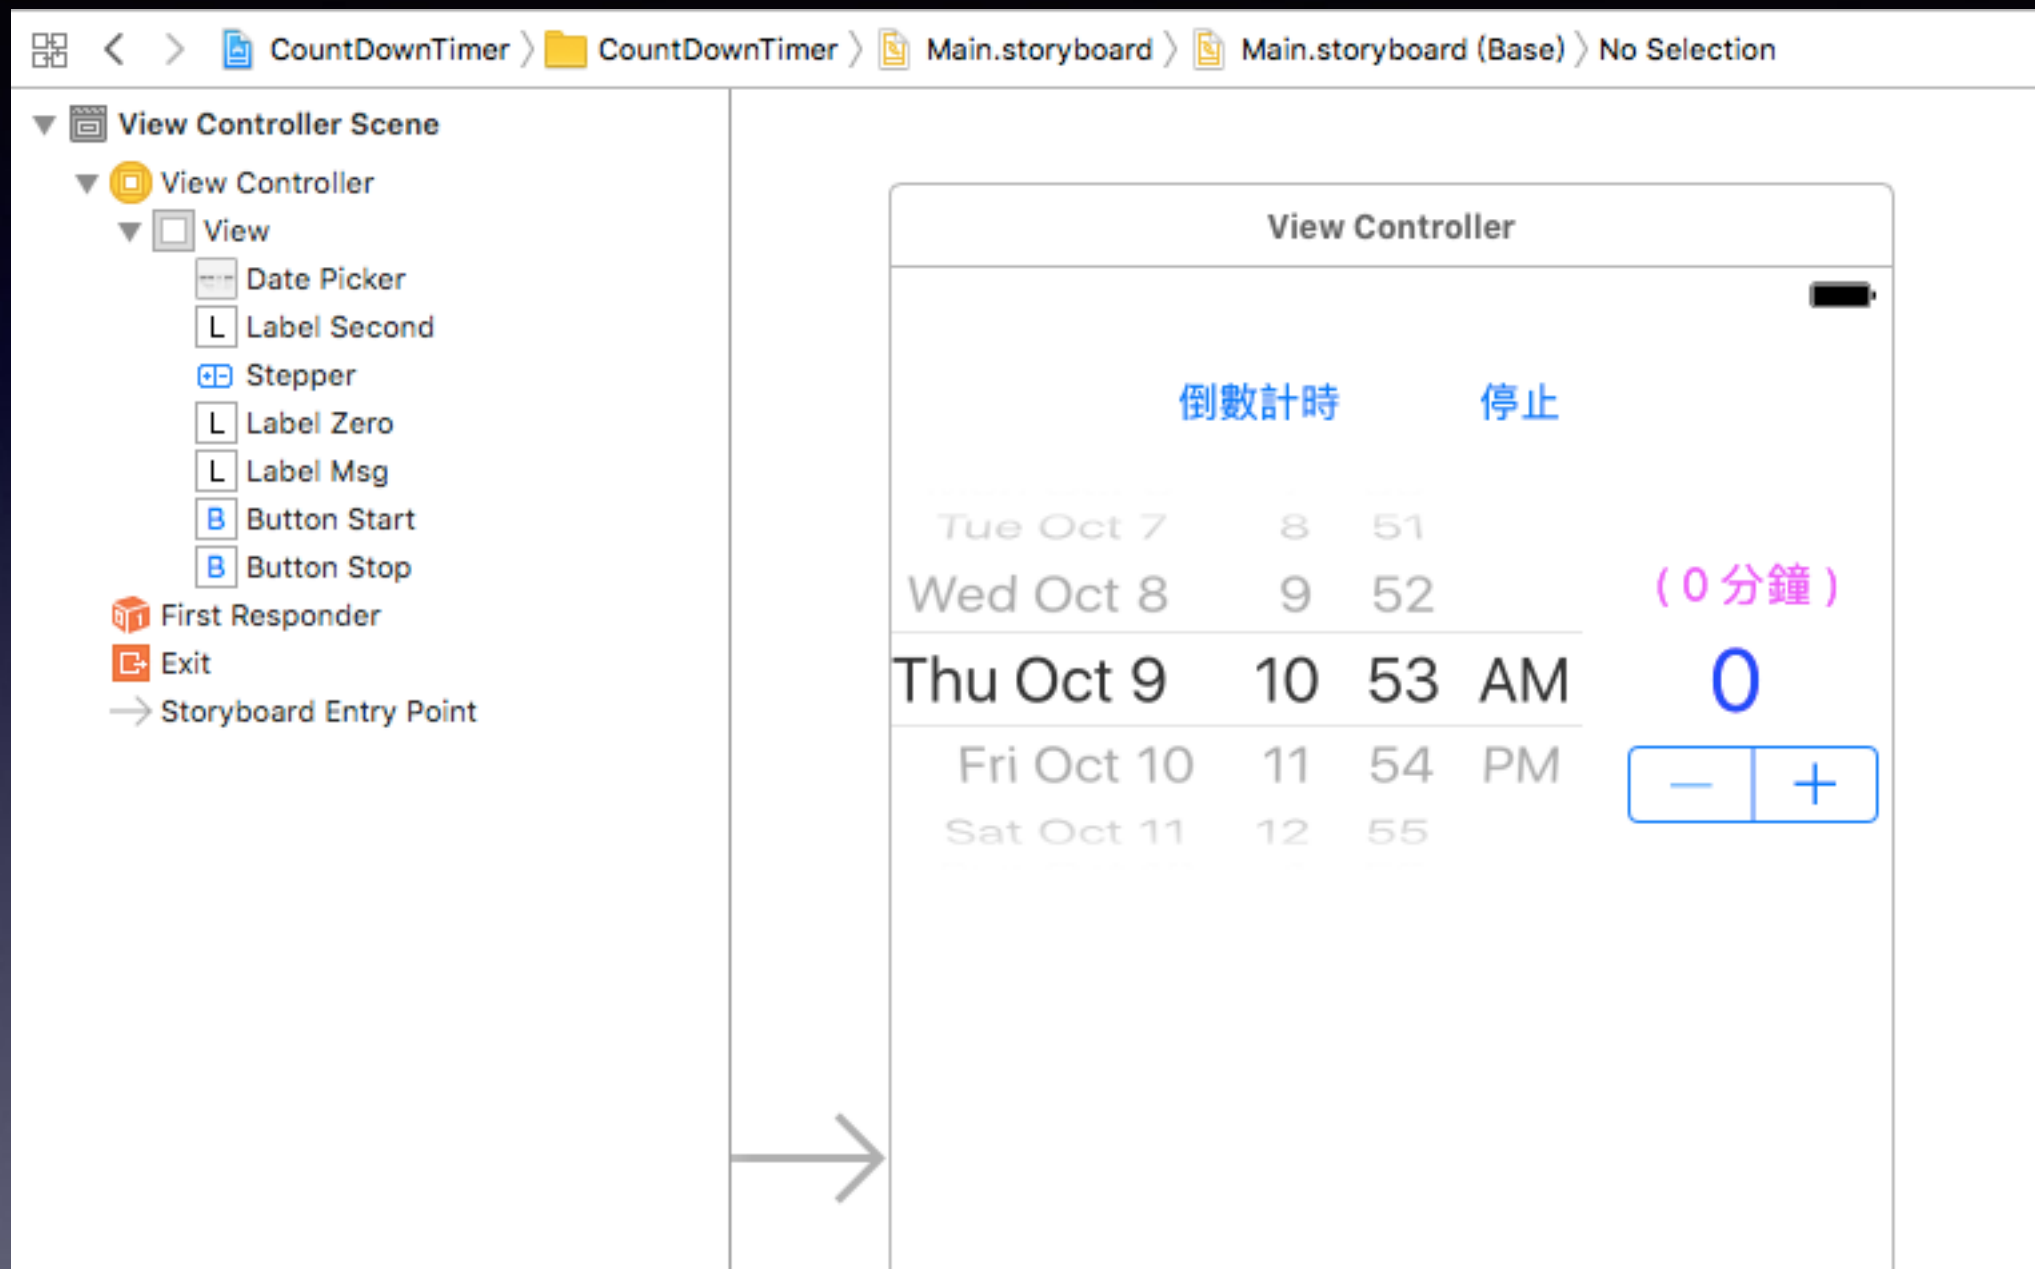 CountDownTimer CountDownTimer Main.storyboard Main.storyboard (Base) No Selection
View Controller Scene
View Controller
View
Date Picker
L Label Second
Stepper
L Label Zero
L Label Msg
B Button Start
B Button Stop
First Responder
Exit
Storyboard Entry Point
View Controller
倒數計時 停止
Tue Oct 7 8 51
Wed Oct 8 9 52
Thu Oct 9 10 53 AM
Fri Oct 10 11 54 PM
Sat Oct 11 12 55
( 0 分鐘 )
0
− +